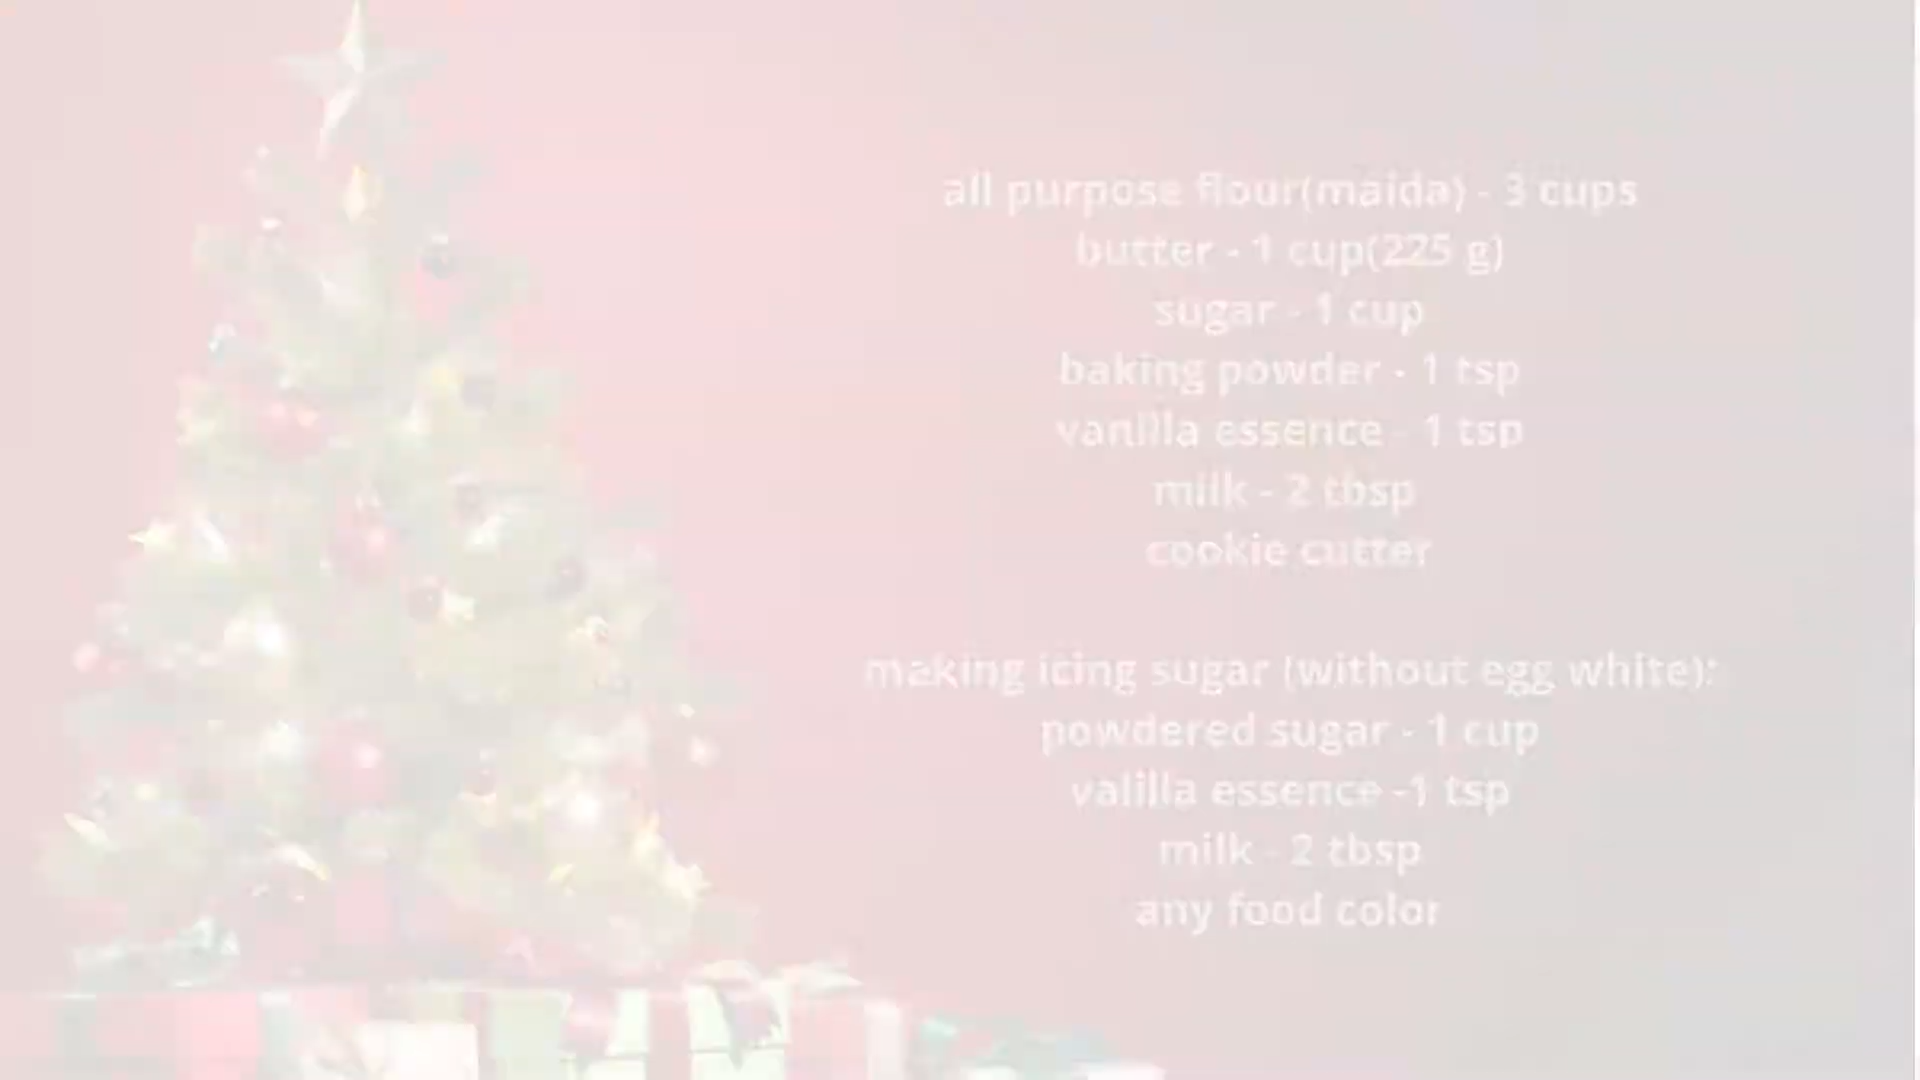 all purpose flour(maida) - 3 cups
butter - 1 cup(225 g)
sugar - 1 cup
baking powder - 1 tsp
vanilla essence - 1 tsp
milk - 2 tbsp
cookie cutter
making icing sugar (without egg white):
powdered sugar - 1 cup
valilla essence -1 tsp
milk - 2 tbsp
any food color